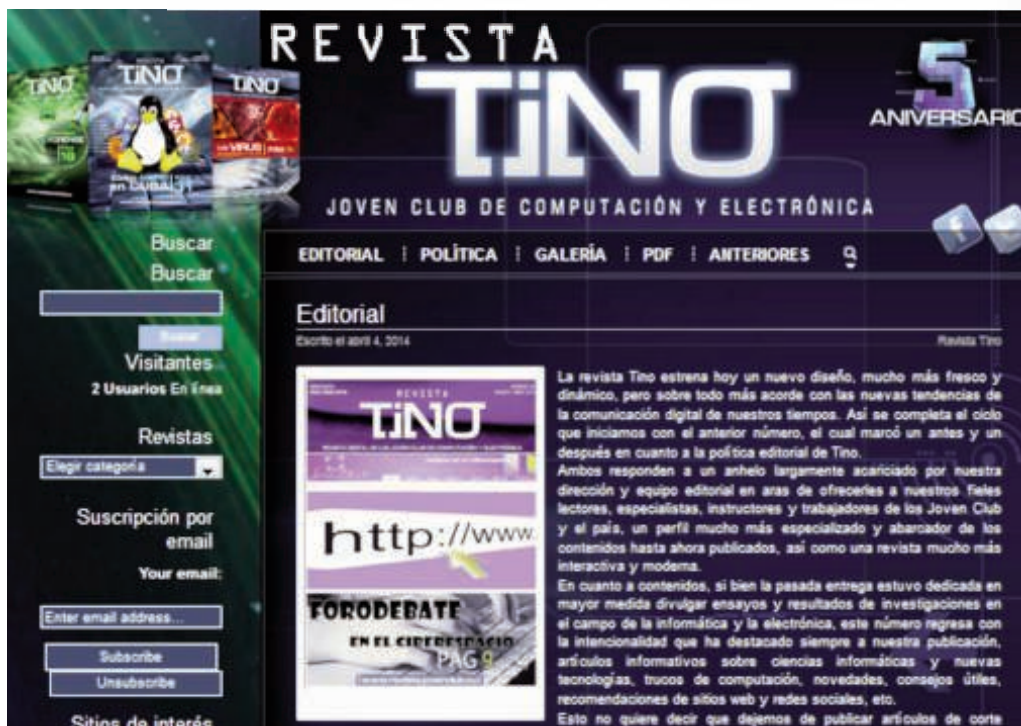 REVISTA
TiNO
JOVEN CLUB DE COMPUTACIÓN Y ELECTRÓNICA
5
ANIVERSARIO
TiNO
TiNO
TiNO
VIRUS
en CUBA
EDITORIAL POLÍTICA GALERÍA PDF ANTERIORES
Buscar
Buscar
Buscar
Visitantes
2 Usuarios En línea
Revistas
Elegir categoría
Suscripción por
email
Your email:
Enter email address...
Subscribe
Unsubscribe
Sitios de interés
Editorial
Escrito el abril 4, 2014 Revista Tino
REVISTA
TiNO
http://www.
FORODEBATE
EN EL CIBERESPACIO
PAG 9
La revista Tino estrena hoy un nuevo diseño, mucho más fresco y
dinámico, pero sobre todo más acorde con las nuevas tendencias de
la comunicación digital de nuestros tiempos. Así se completa el ciclo
que iniciamos con el anterior número, el cual marcó un antes y un
después en cuanto a la política editorial de Tino.
Ambos responden a un anhelo largamente acariciado por nuestra
dirección y equipo editorial en aras de ofrecerles a nuestros fieles
lectores, especialistas, instructores y trabajadores de los Joven Club
y el país, un perfil mucho más especializado y abarcador de los
contenidos hasta ahora publicados, así como una revista mucho más
interactiva y moderna.
En cuanto a contenidos, si bien la pasada entrega estuvo dedicada en
mayor medida divulgar ensayos y resultados de investigaciones en
el campo de la informática y la electrónica, este número regresa con
la intencionalidad que ha destacado siempre a nuestra publicación,
artículos informativos sobre ciencias informáticas y nuevas
tecnologías, trucos de computación, novedades, consejos útiles,
recomendaciones de sitios web y redes sociales, etc.
Esto no quiere decir que dejemos de publicar artículos de corte